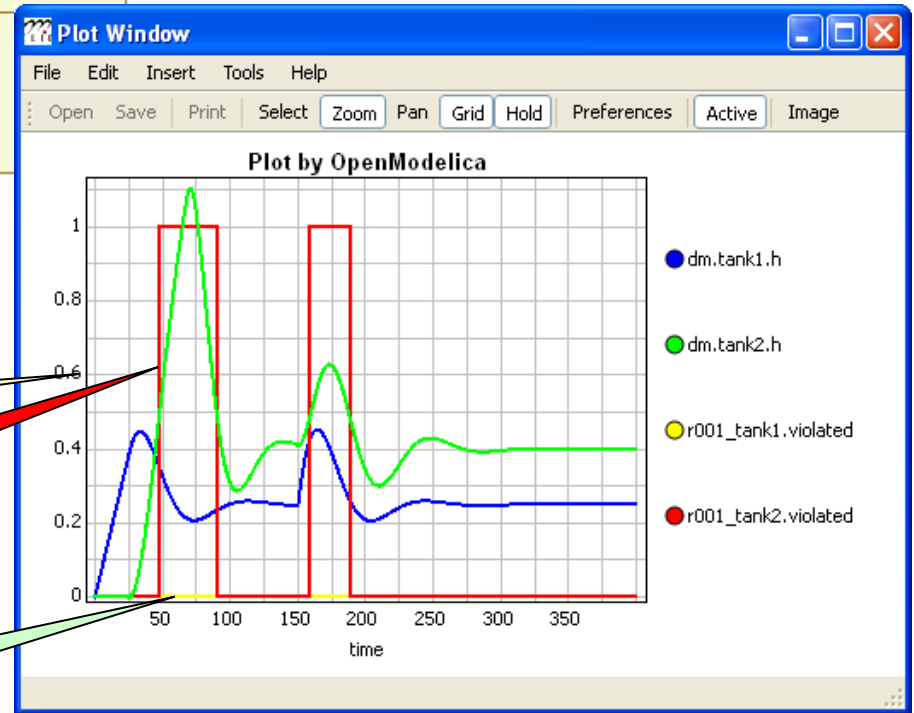 Plot Window
File Edit Insert Tools Help
Open Save Print Select Zoom Pan Grid Hold Preferences Active Image
Plot by OpenModelica
1
0.8
0.6
0.4
0.2
0
50 100 150 200 250 300 350
time
dm.tank1.h
dm.tank2.h
r001_tank1.violated
r001_tank2.violated